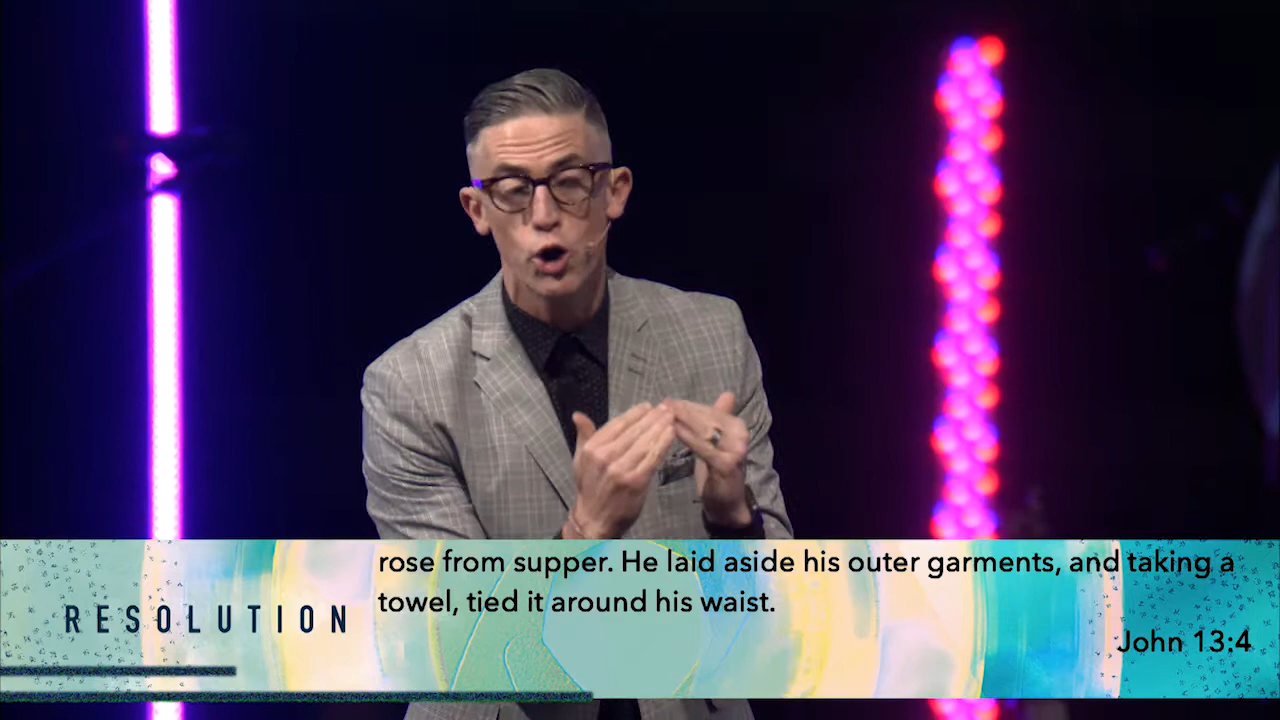 rose from supper. He laid aside his outer garments, and taking a
towel, tied it around his waist.
RESOLUTION
John 13:4